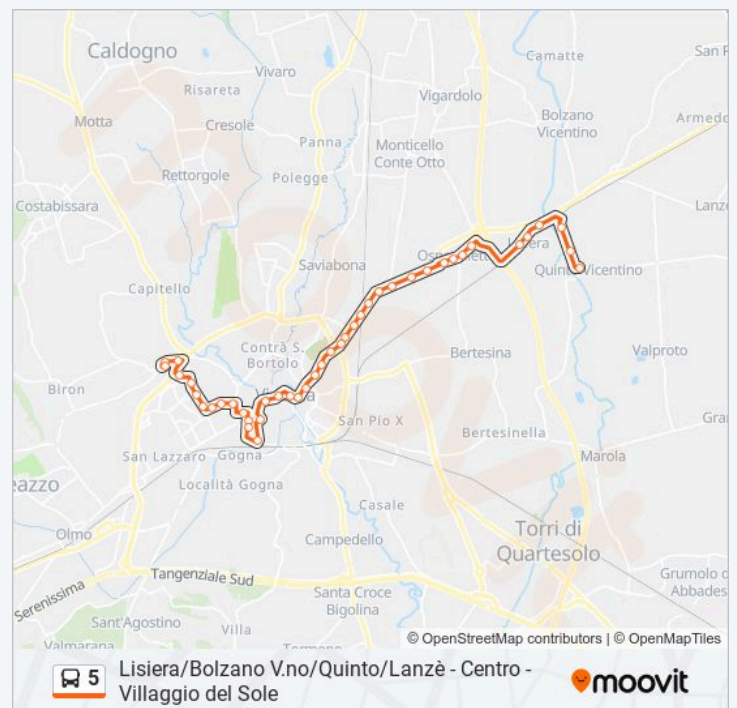 Caldogno
Camatte
San F
Vivaro
Risareta
Vigardolo
Motta
Cresole
Bolzano
Vicentino
Armedo
Panna
Monticello
Conte Otto
Rettorgole
Polegge
Costabissara
Lanz
Lisiera
Saviabona
Quinto Vicentino
Capitello
Contrà S.
Bortolo
Bertesina
Valproto
BIron
San Pio X
Gra
Bertesinella
San Lazzaro
Gogna
Marola
eazzo
Località Gogna
Casale
Olmo
Campedello
Torri di
Quartesolo
Tangenziale Sud
Serenissima
Santa Croce
Bigolina
Grumolo d
Abbades
Sant'Agostino
Villa
Valmarana
© OpenStreetMap contributors | © OpenMapTiles
5
Lisiera/Bolzano V.no/Quinto/Lanzè - Centro -
Villaggio del Sole
moovit